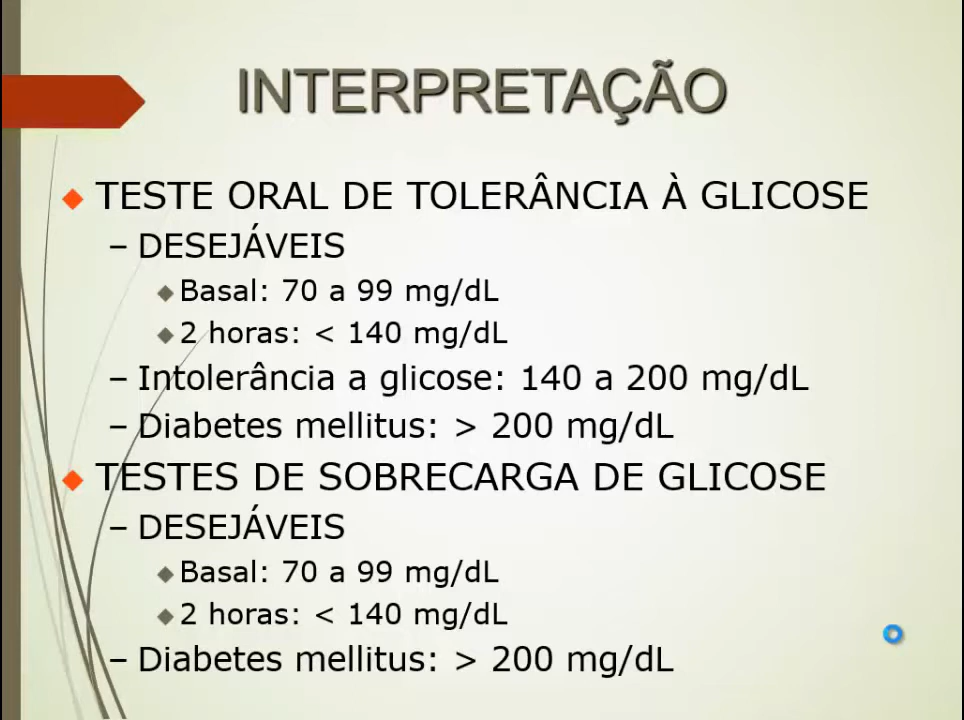 INTERPRETAÇÃO
TESTE ORAL DE TOLERÂNCIA À GLICOSE
– DESEJÁVEIS
Basal: 70 a 99 mg/dL
2 horas: < 140 mg/dL
– Intolerância a glicose: 140 a 200 mg/dL
– Diabetes mellitus: > 200 mg/dL
TESTES DE SOBRECARGA DE GLICOSE
– DESEJÁVEIS
Basal: 70 a 99 mg/dL
2 horas: < 140 mg/dL
– Diabetes mellitus: > 200 mg/dL